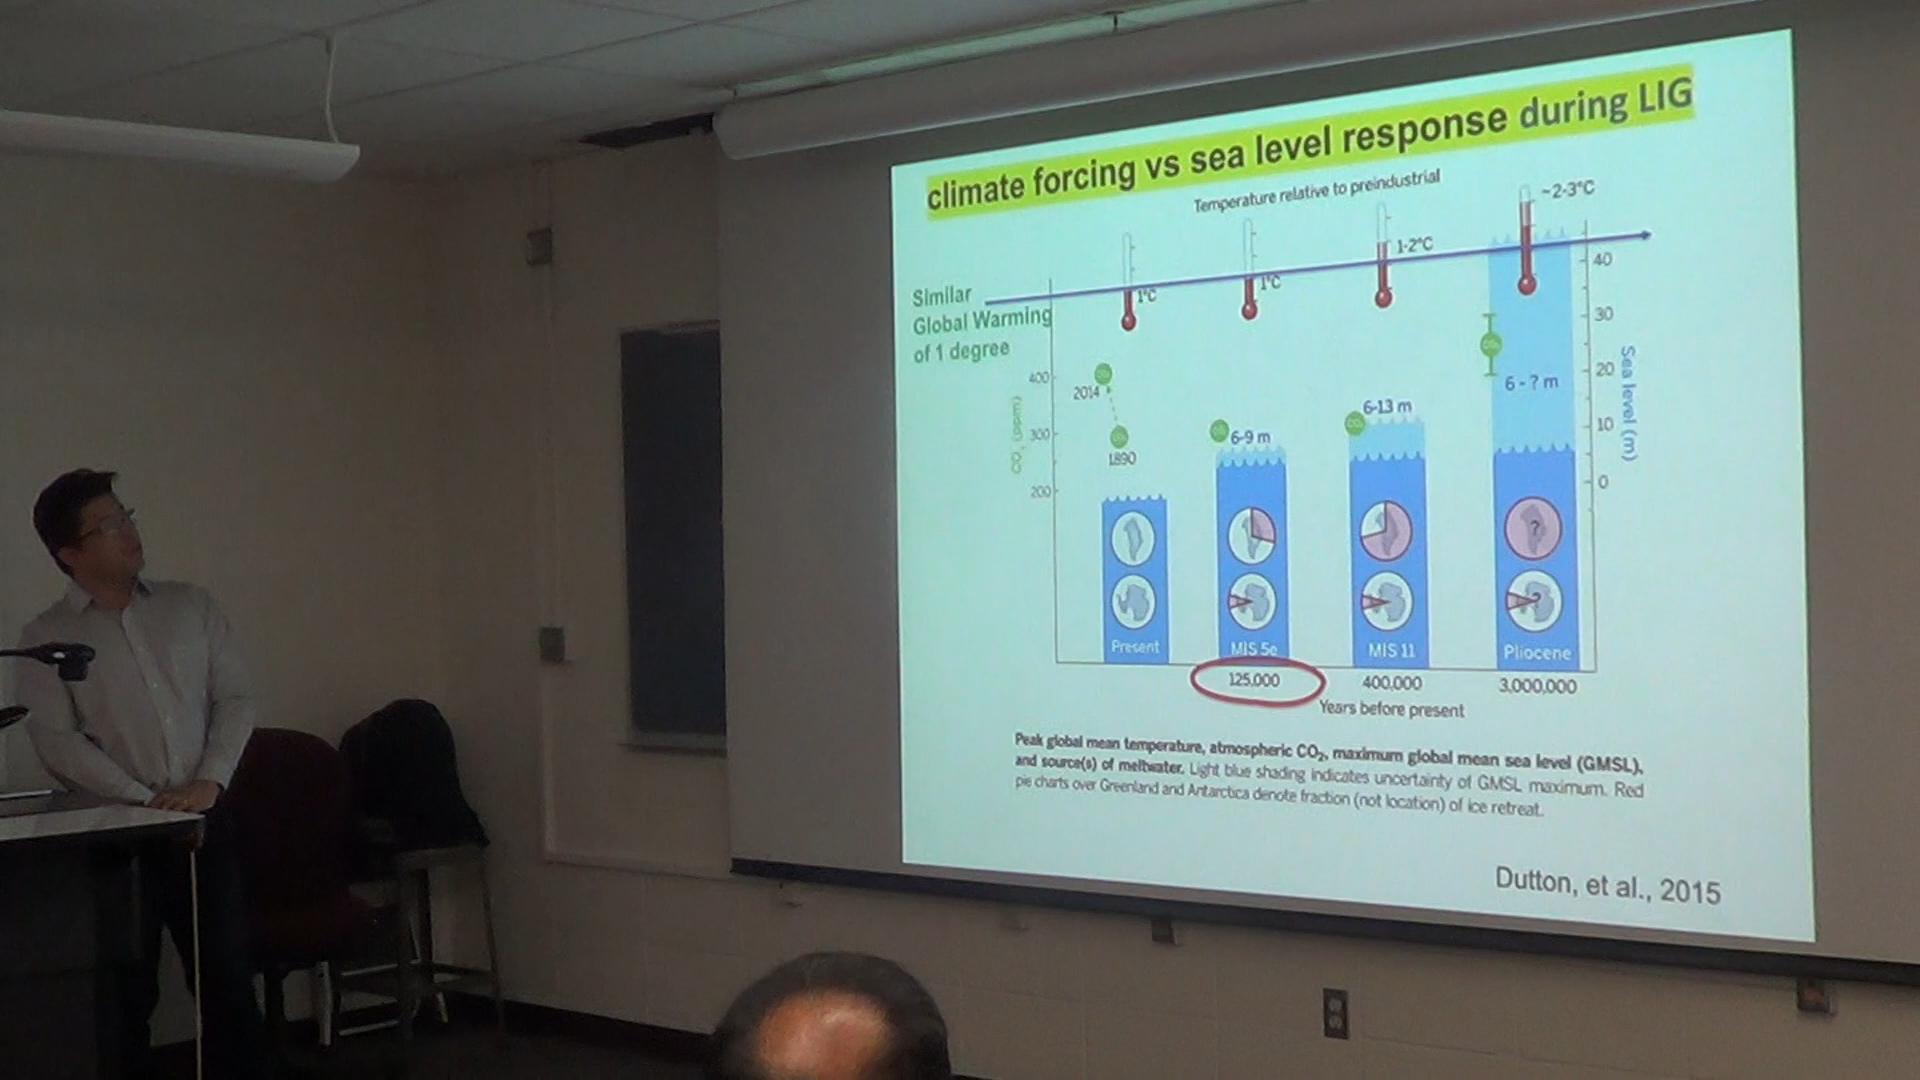 climate forcing vs sea level response during LIG
Temperature relative to preindustrial
~2-3°C
1-2°C
1°C
1°C
Similar
Global Warming
of 1 degree
40
30
20
10
0
Sea level (m)
400
300
200
CO₂ (ppm)
2014
1890
6-9 m
6-13 m
6 - ? m
?
?
Present
MIS 5e
MIS 11
Pliocene
125,000
400,000
3,000,000
Years before present
Peak global mean temperature, atmospheric CO₂, maximum global mean sea level (GMSL),
and source(s) of meltwater. Light blue shading indicates uncertainty of GMSL maximum. Red
pie charts over Greenland and Antarctica denote fraction (not location) of ice retreat.
Dutton, et al., 2015